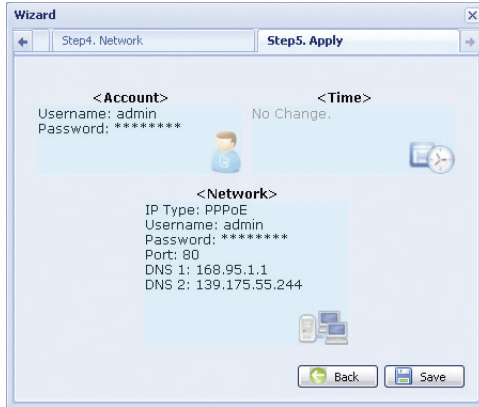 Wizard
Step4. Network
Step5. Apply
<Account>
Username: admin
Password: ********
<Time>
No Change.
<Network>
IP Type: PPPoE
Username: admin
Password: ********
Port: 80
DNS 1: 168.95.1.1
DNS 2: 139.175.55.244
Back
Save